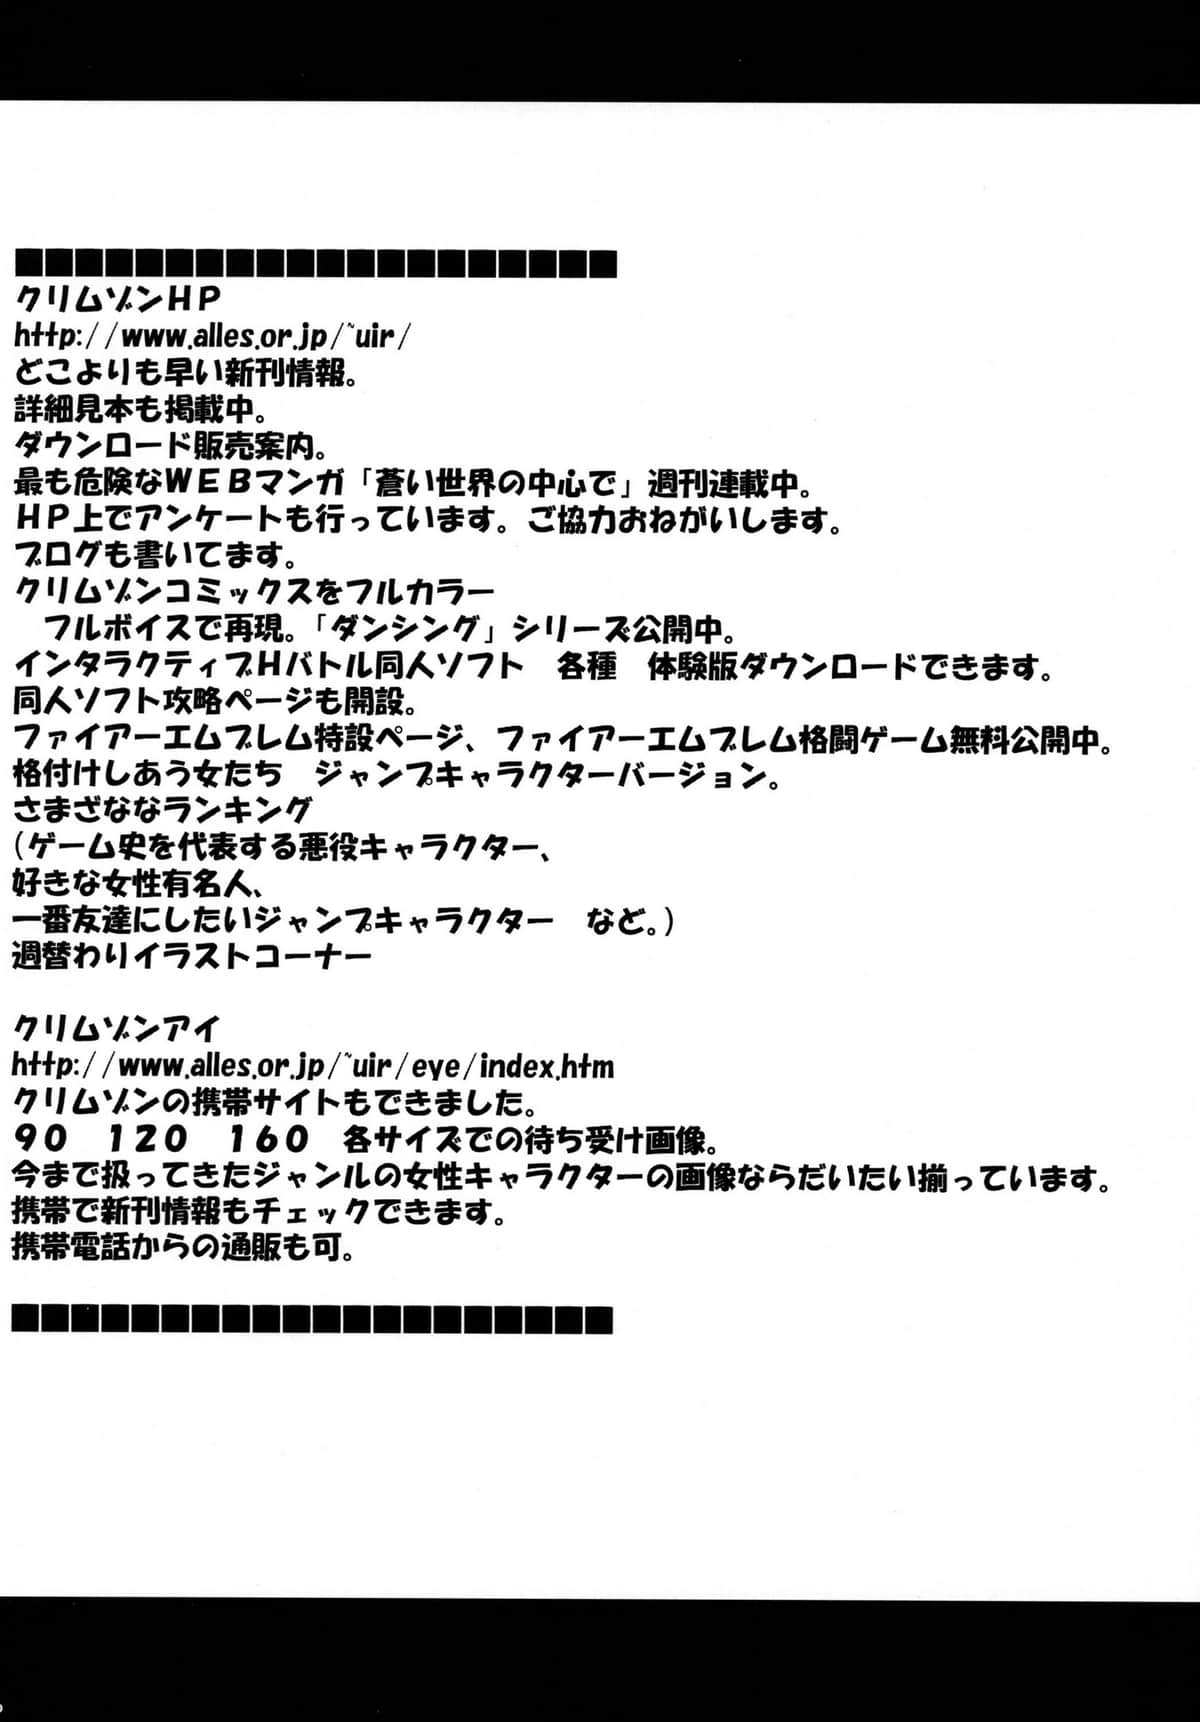 ■■■■■■■■■■■■■■■■■■■■
クリムゾンＨＰ
http://www.alles.or.jp/~uir/
どこよりも早い新刊情報。
詳細見本も掲載中。
ダウンロード販売案内。
最も危険なＷＥＢマンガ「蒼い世界の中心で」週刊連載中。
ＨＰ上でアンケートも行っています。ご協力おねがいします。
ブログも書いてます。
クリムゾンコミックスをフルカラー
　フルボイスで再現。「ダンシング」シリーズ公開中。
インタラクティブＨバトル同人ソフト　各種　体験版ダウンロードできます。
同人ソフト攻略ページも開設。
ファイアーエムブレム特設ページ、ファイアーエムブレム格闘ゲーム無料公開中。
格付けしあう女たち　ジャンプキャラクターバージョン。
さまざななランキング
（ゲーム史を代表する悪役キャラクター、
好きな女性有名人、
一番友達にしたいジャンプキャラクター　など。）
週替わりイラストコーナー
クリムゾンアイ
http://www.alles.or.jp/~uir/eye/index.htm
クリムゾンの携帯サイトもできました。
９０　１２０　１６０　各サイズでの待ち受け画像。
今まで扱ってきたジャンルの女性キャラクターの画像ならだいたい揃っています。
携帯で新刊情報もチェックできます。
携帯電話からの通販も可。
■■■■■■■■■■■■■■■■■■■■